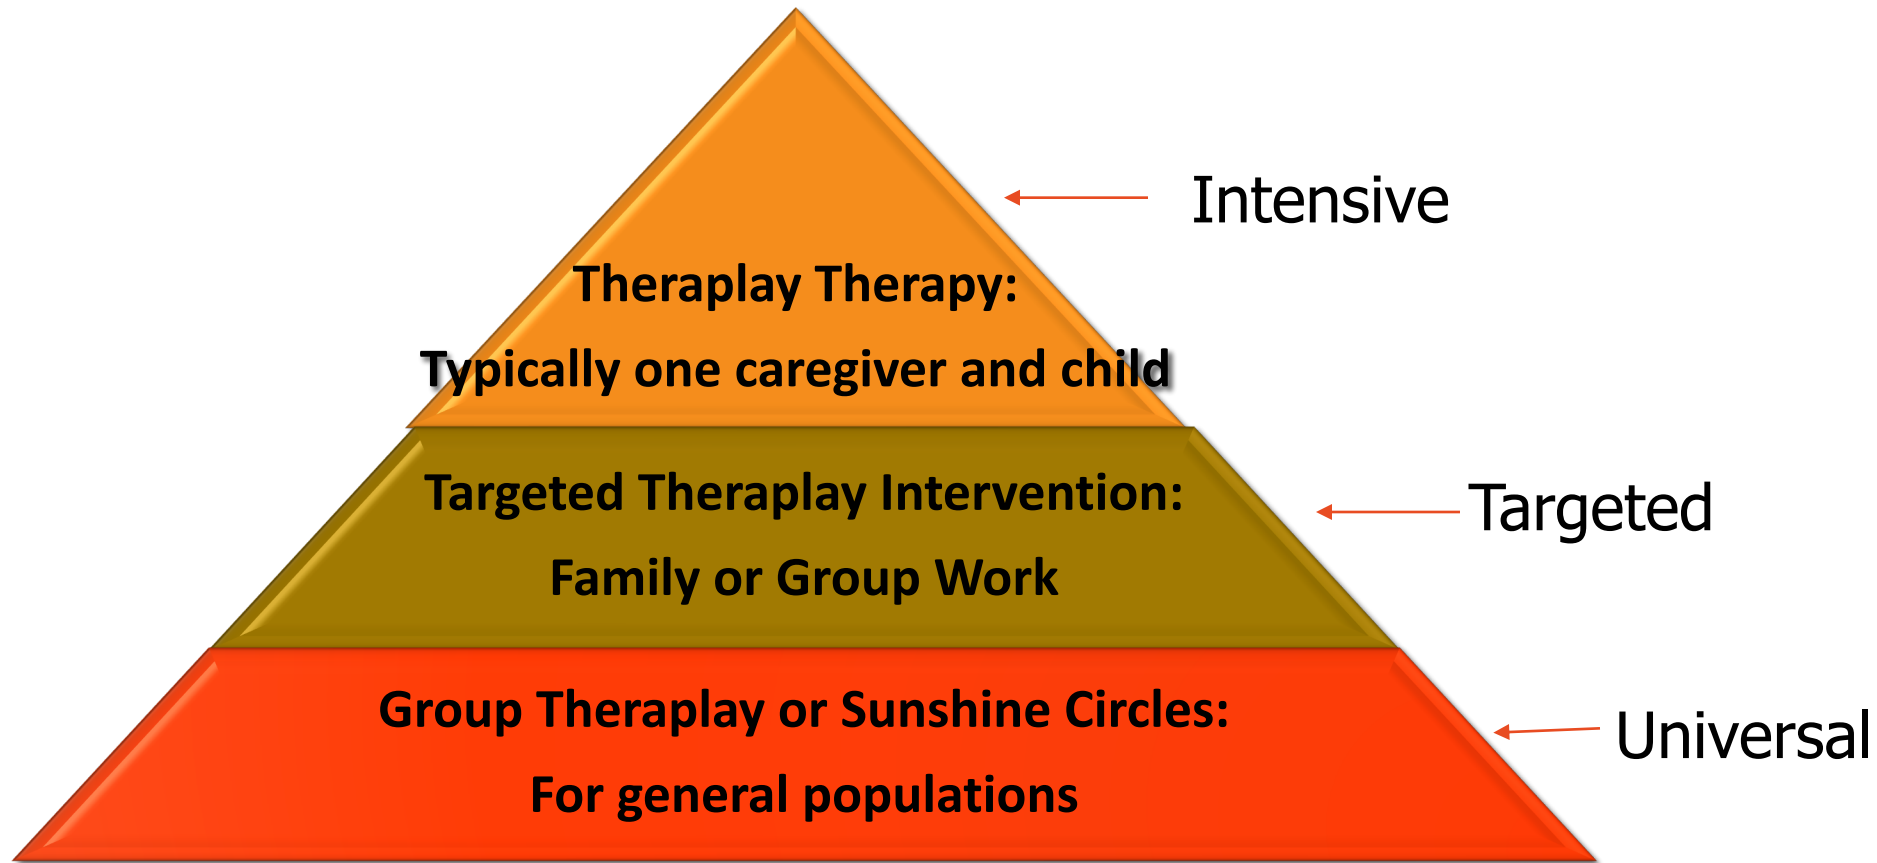 Intensive
Theraplay Therapy:
Typically one caregiver and child
Targeted Theraplay Intervention:
Targeted
Family or Group Work
Group Theraplay or Sunshine Circles:
Universal
For general populations